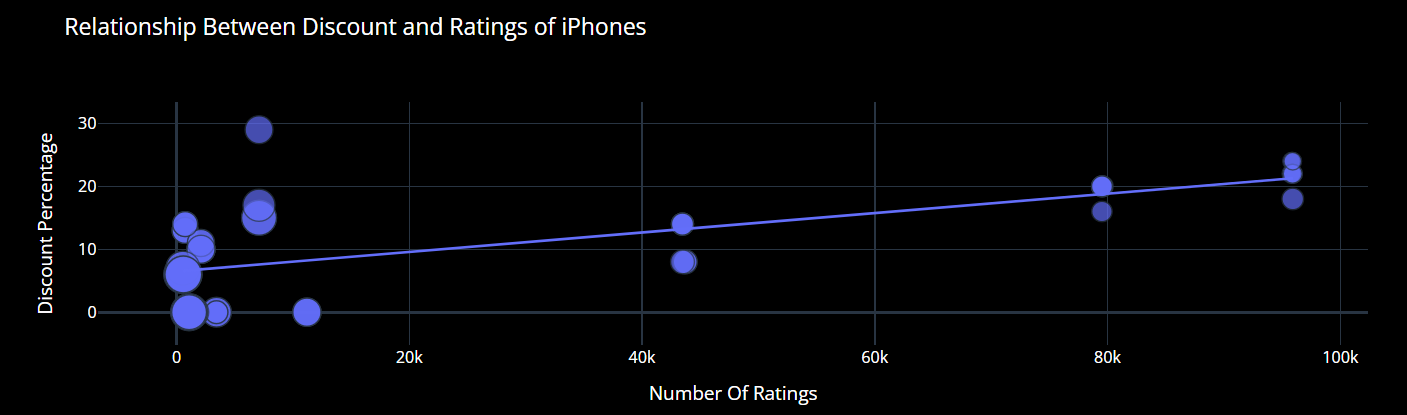 Relationship Between Discount and Ratings of iPhones
Discount Percentage
30
20
10
0
0 20k 40k 60k 80k 100k
Number Of Ratings